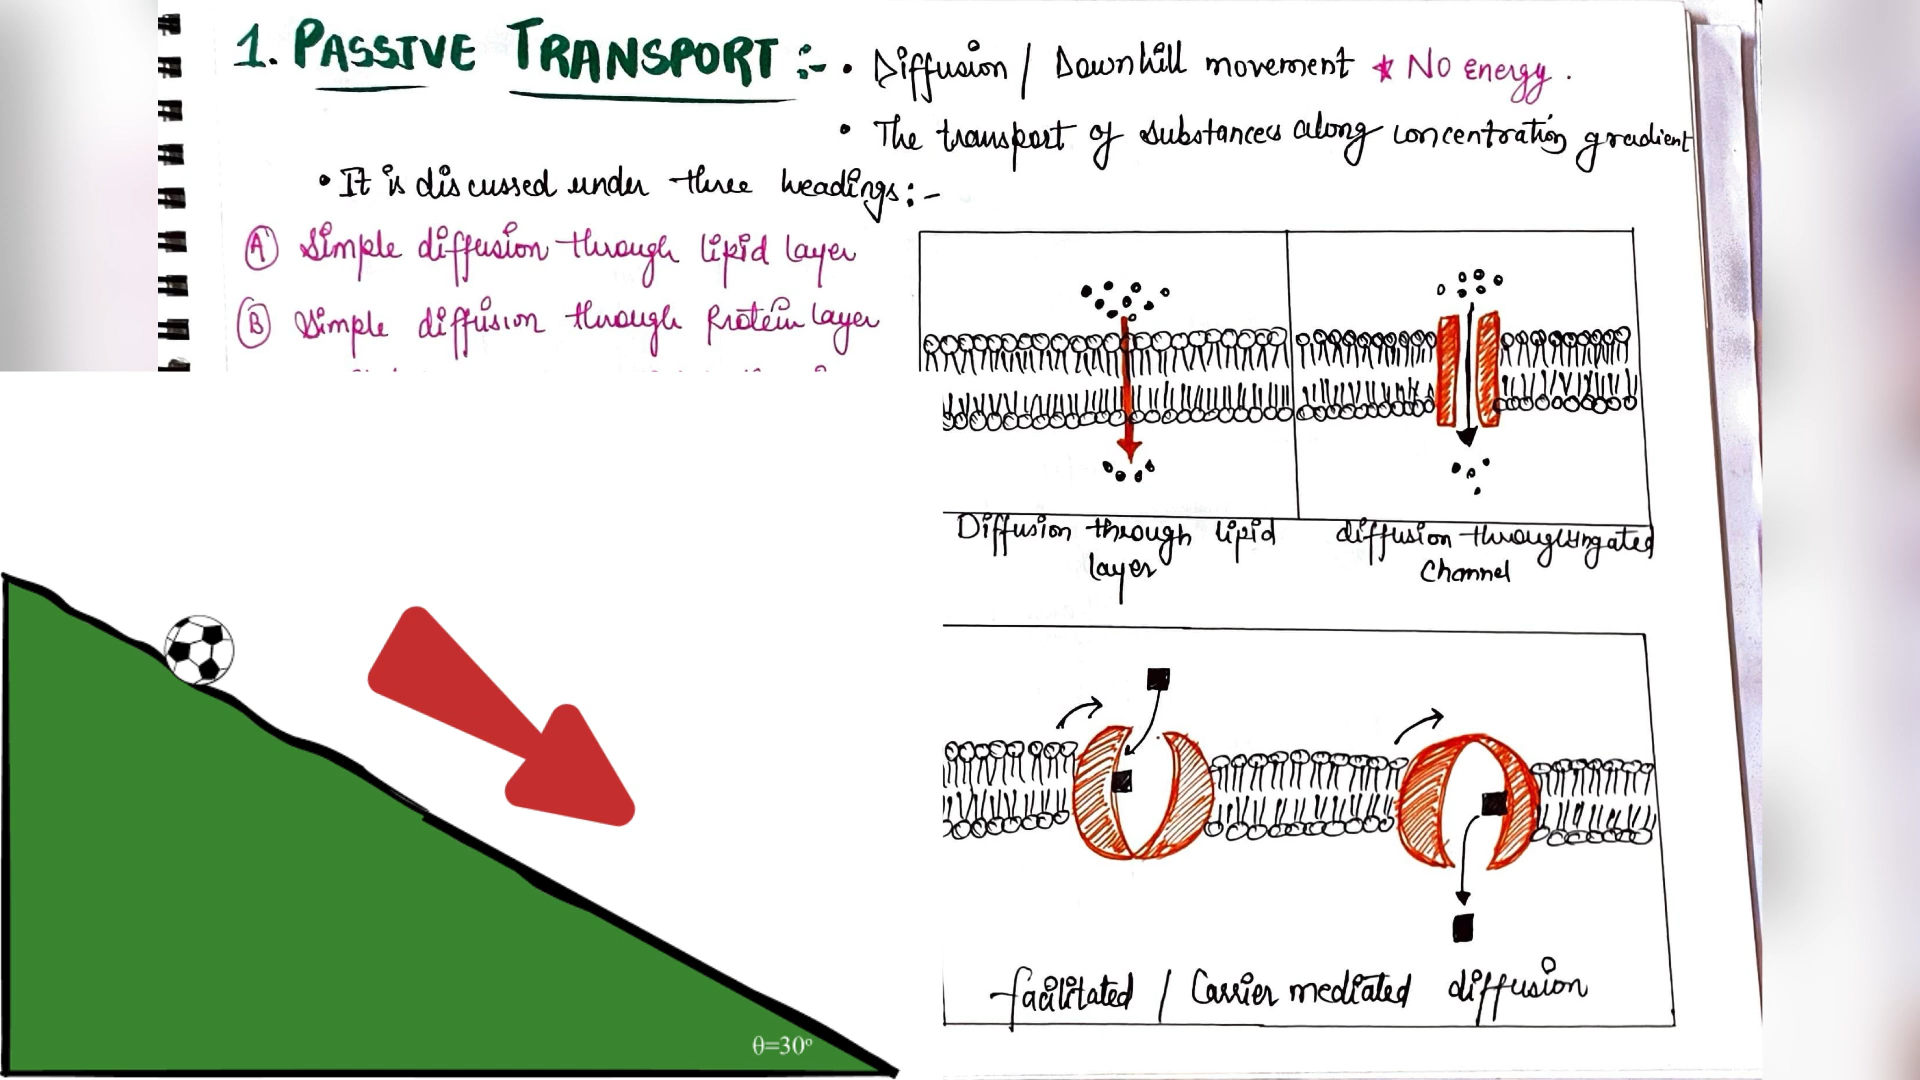 1. PASSIVE TRANSPORT :- • Diffusion / Downhill movement * No energy .
• The transport of substances along concentration gradient
• It is discussed under three headings :-
(A) Simple diffusion through lipid layer
(B) Simple diffusion through Protein layer
Diffusion through lipid layer
diffusion through ungated Channel
facilitated / Carrier mediated diffusion
θ=30°